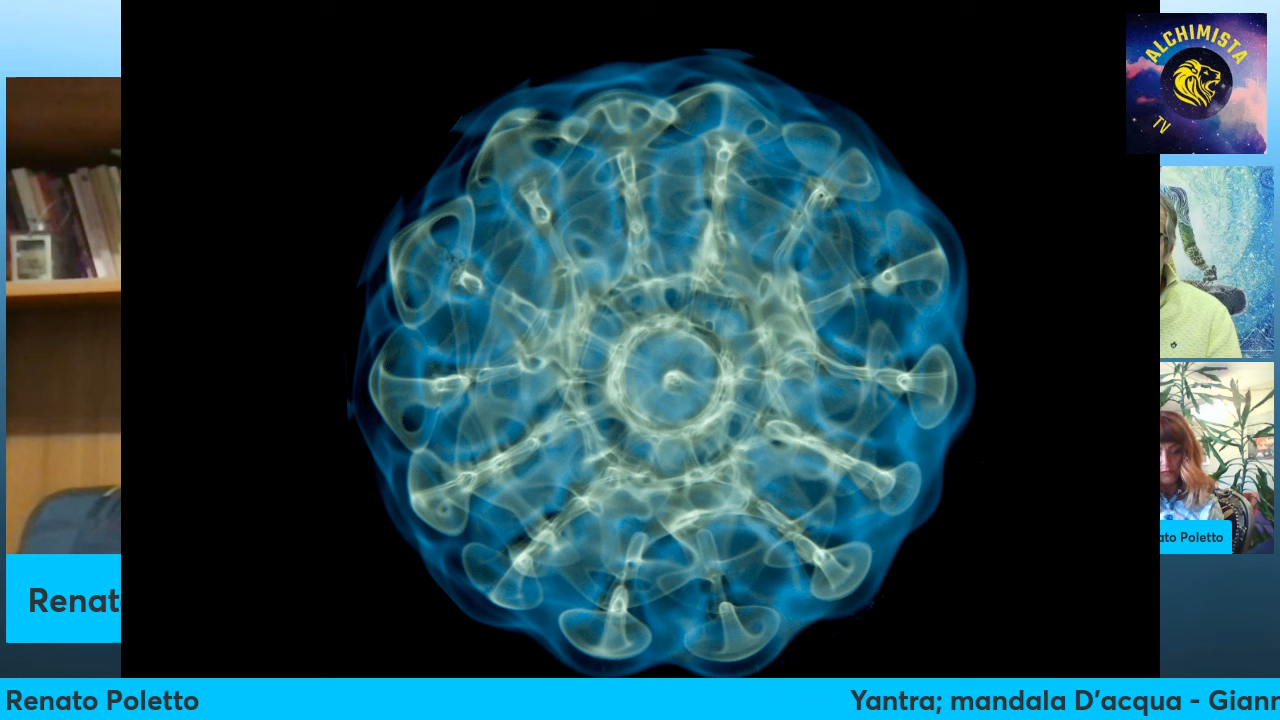 ALCHIMISTA
TV
ato Poletto
Renat
Renato Poletto
Yantra; mandala D'acqua - Giann